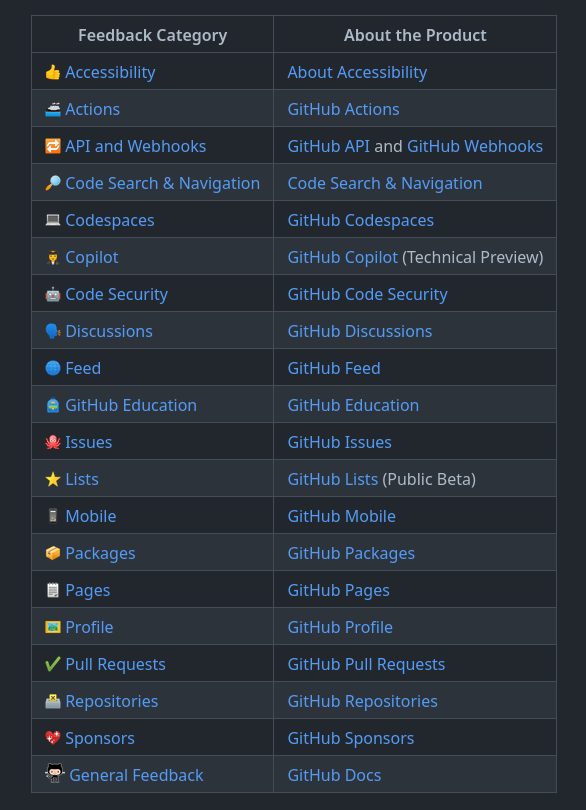 Feedback Category About the Product
Accessibility About Accessibility
Actions GitHub Actions
API and Webhooks GitHub API and GitHub Webhooks
Code Search & Navigation Code Search & Navigation
Codespaces GitHub Codespaces
Copilot GitHub Copilot (Technical Preview)
Code Security GitHub Code Security
Discussions GitHub Discussions
Feed GitHub Feed
GitHub Education GitHub Education
Issues GitHub Issues
Lists GitHub Lists (Public Beta)
Mobile GitHub Mobile
Packages GitHub Packages
Pages GitHub Pages
Profile GitHub Profile
Pull Requests GitHub Pull Requests
Repositories GitHub Repositories
Sponsors GitHub Sponsors
General Feedback GitHub Docs